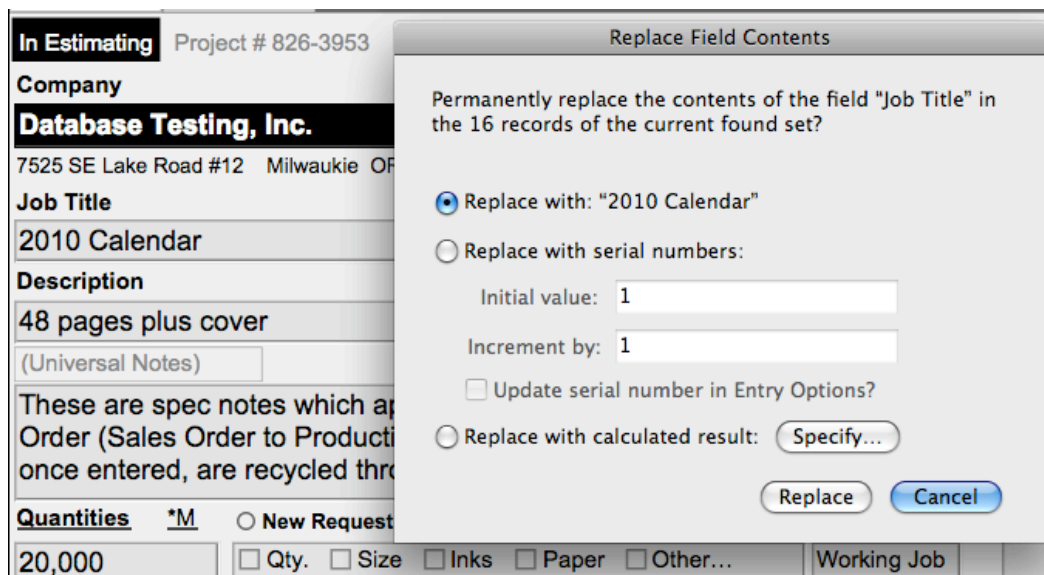 In Estimating Project # 826-3953
Company
Database Testing, Inc.
7525 SE Lake Road #12 Milwaukie
Job Title
2010 Calendar
Description
48 pages plus cover
(Universal Notes)
These are spec notes which
Order (Sales Order to
once entered, are recycled
Quantities *M New Request
20,000 Qty. Size Inks Paper Other... Working Job
Replace Field Contents
Permanently replace the contents of the field “Job Title” in
the 16 records of the current found set?
Replace with: “2010 Calendar”
Replace with serial numbers:
Initial value: 1
Increment by: 1
Update serial number in Entry Options?
Replace with calculated result: Specify...
Replace Cancel